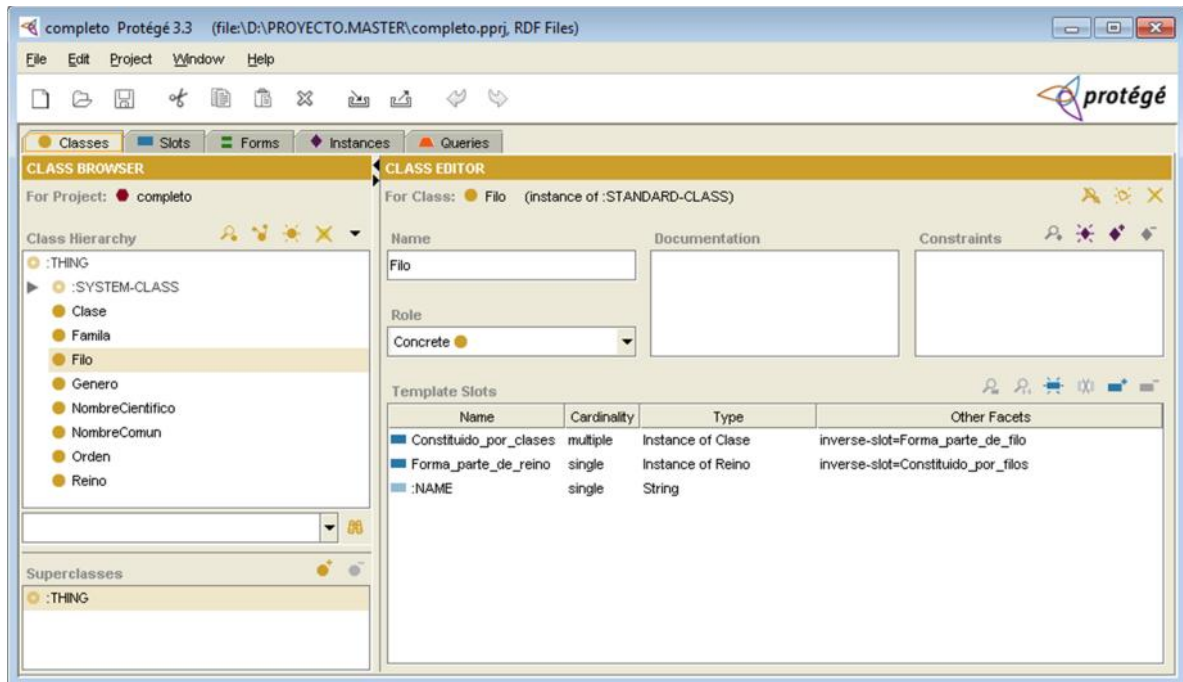 completo Protégé 3.3 (file:\D:\PROYECTO.MASTER\completo.pprj, RDF Files)
File Edit Project Window Help
protégé
Classes Slots Forms Instances Queries
CLASS BROWSER
For Project: completo
Class Hierarchy
:THING
:SYSTEM-CLASS
Clase
Famila
Filo
Genero
NombreCientifico
NombreComun
Orden
Reino
Superclasses
:THING
CLASS EDITOR
For Class: Filo (instance of :STANDARD-CLASS)
Name Documentation Constraints
Filo
Role
Concrete
Template Slots
Name Cardinality Type Other Facets
Constituido_por_clases multiple Instance of Clase inverse-slot=Forma_parte_de_filo
Forma_parte_de_reino single Instance of Reino inverse-slot=Constituido_por_filos
:NAME single String